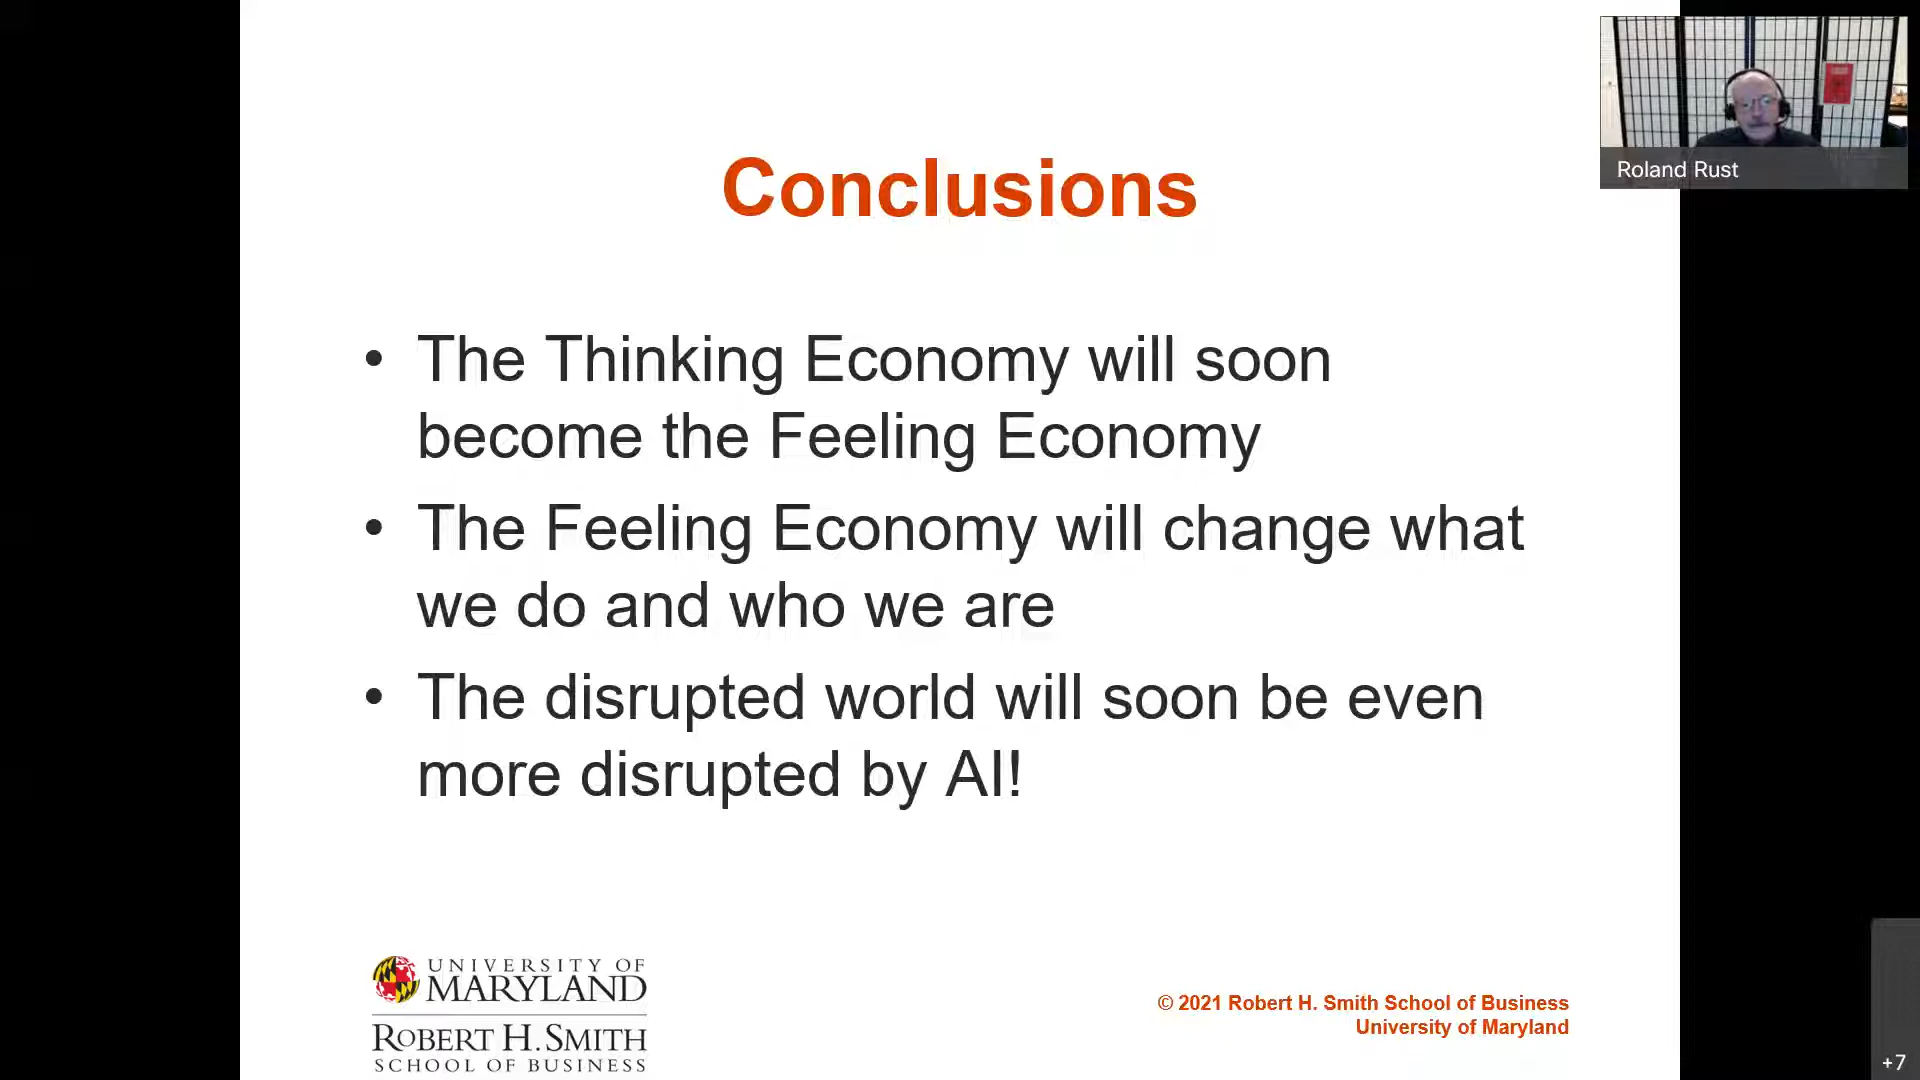 Roland Rust
Conclusions
• The Thinking Economy will soon
become the Feeling Economy
• The Feeling Economy will change what
we do and who we are
• The disrupted world will soon be even
more disrupted by AI!
UNIVERSITY OF
MARYLAND
ROBERT H. SMITH
SCHOOL OF BUSINESS
© 2021 Robert H. Smith School of Business
University of Maryland
+7